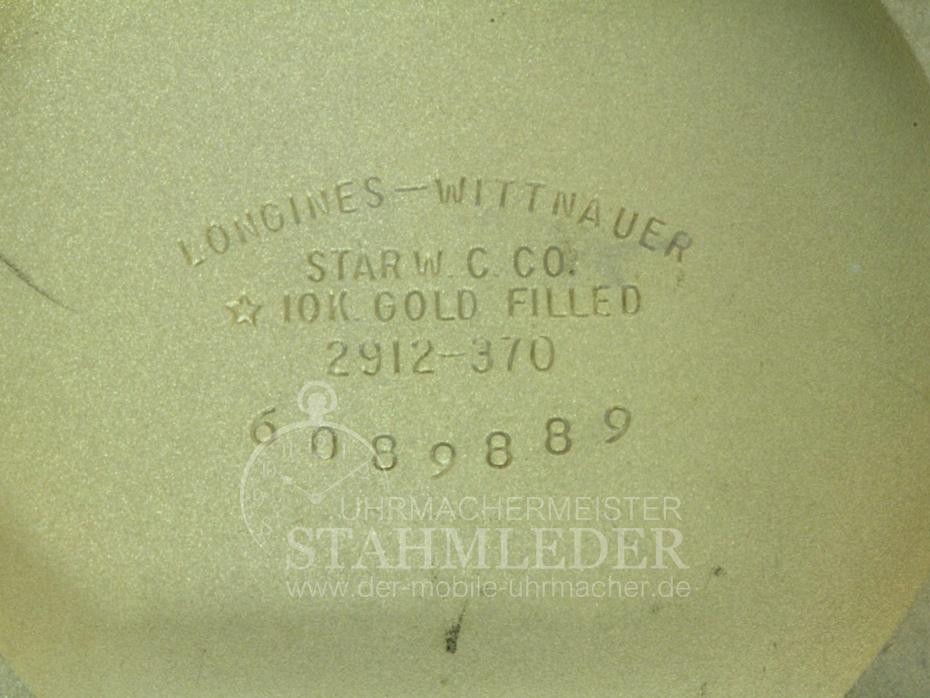 LONGINES-WITTNAUER
STAR W. C. CO.
☆ 10K GOLD FILLED
2912-370
6089889
UHRMACHERMEISTER
STAHMLEDER
www.der-mobile-uhrmacher.de